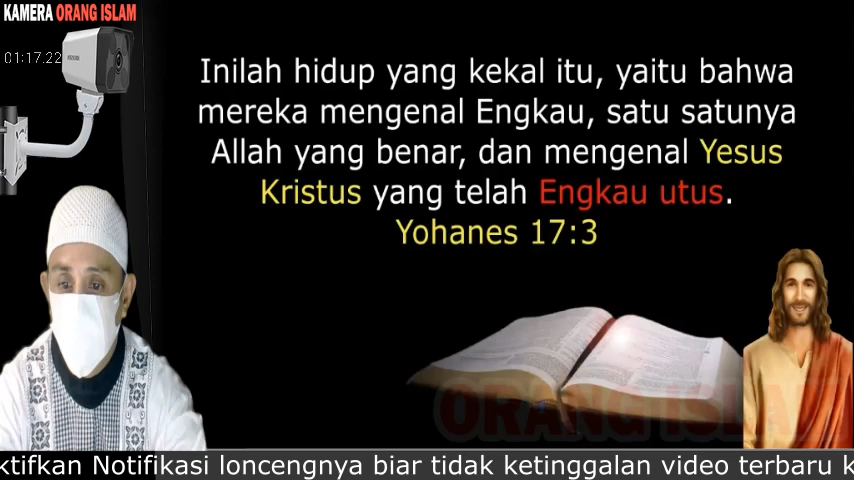 KAMERA ORANG ISLAM
01:17.22
Inilah hidup yang kekal itu, yaitu bahwa
mereka mengenal Engkau, satu satunya
Allah yang benar, dan mengenal Yesus
Kristus yang telah Engkau utus.
Yohanes 17:3
ORANG ISLAM
ktifkan Notifikasi loncengnya biar tidak ketinggalan video terbaru k